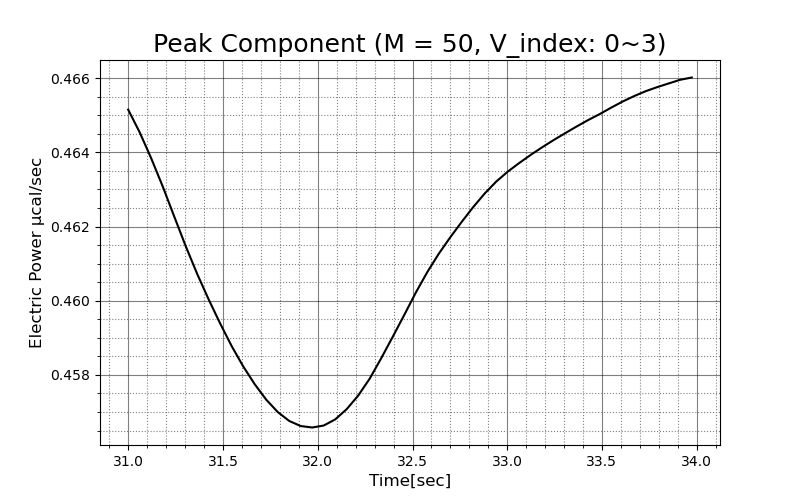 Peak Component (M = 50, V_index: 0~3)
Electric Power μcal/sec
0.466
0.464
0.462
0.460
0.458
31.0 31.5 32.0 32.5 33.0 33.5 34.0
Time[sec]